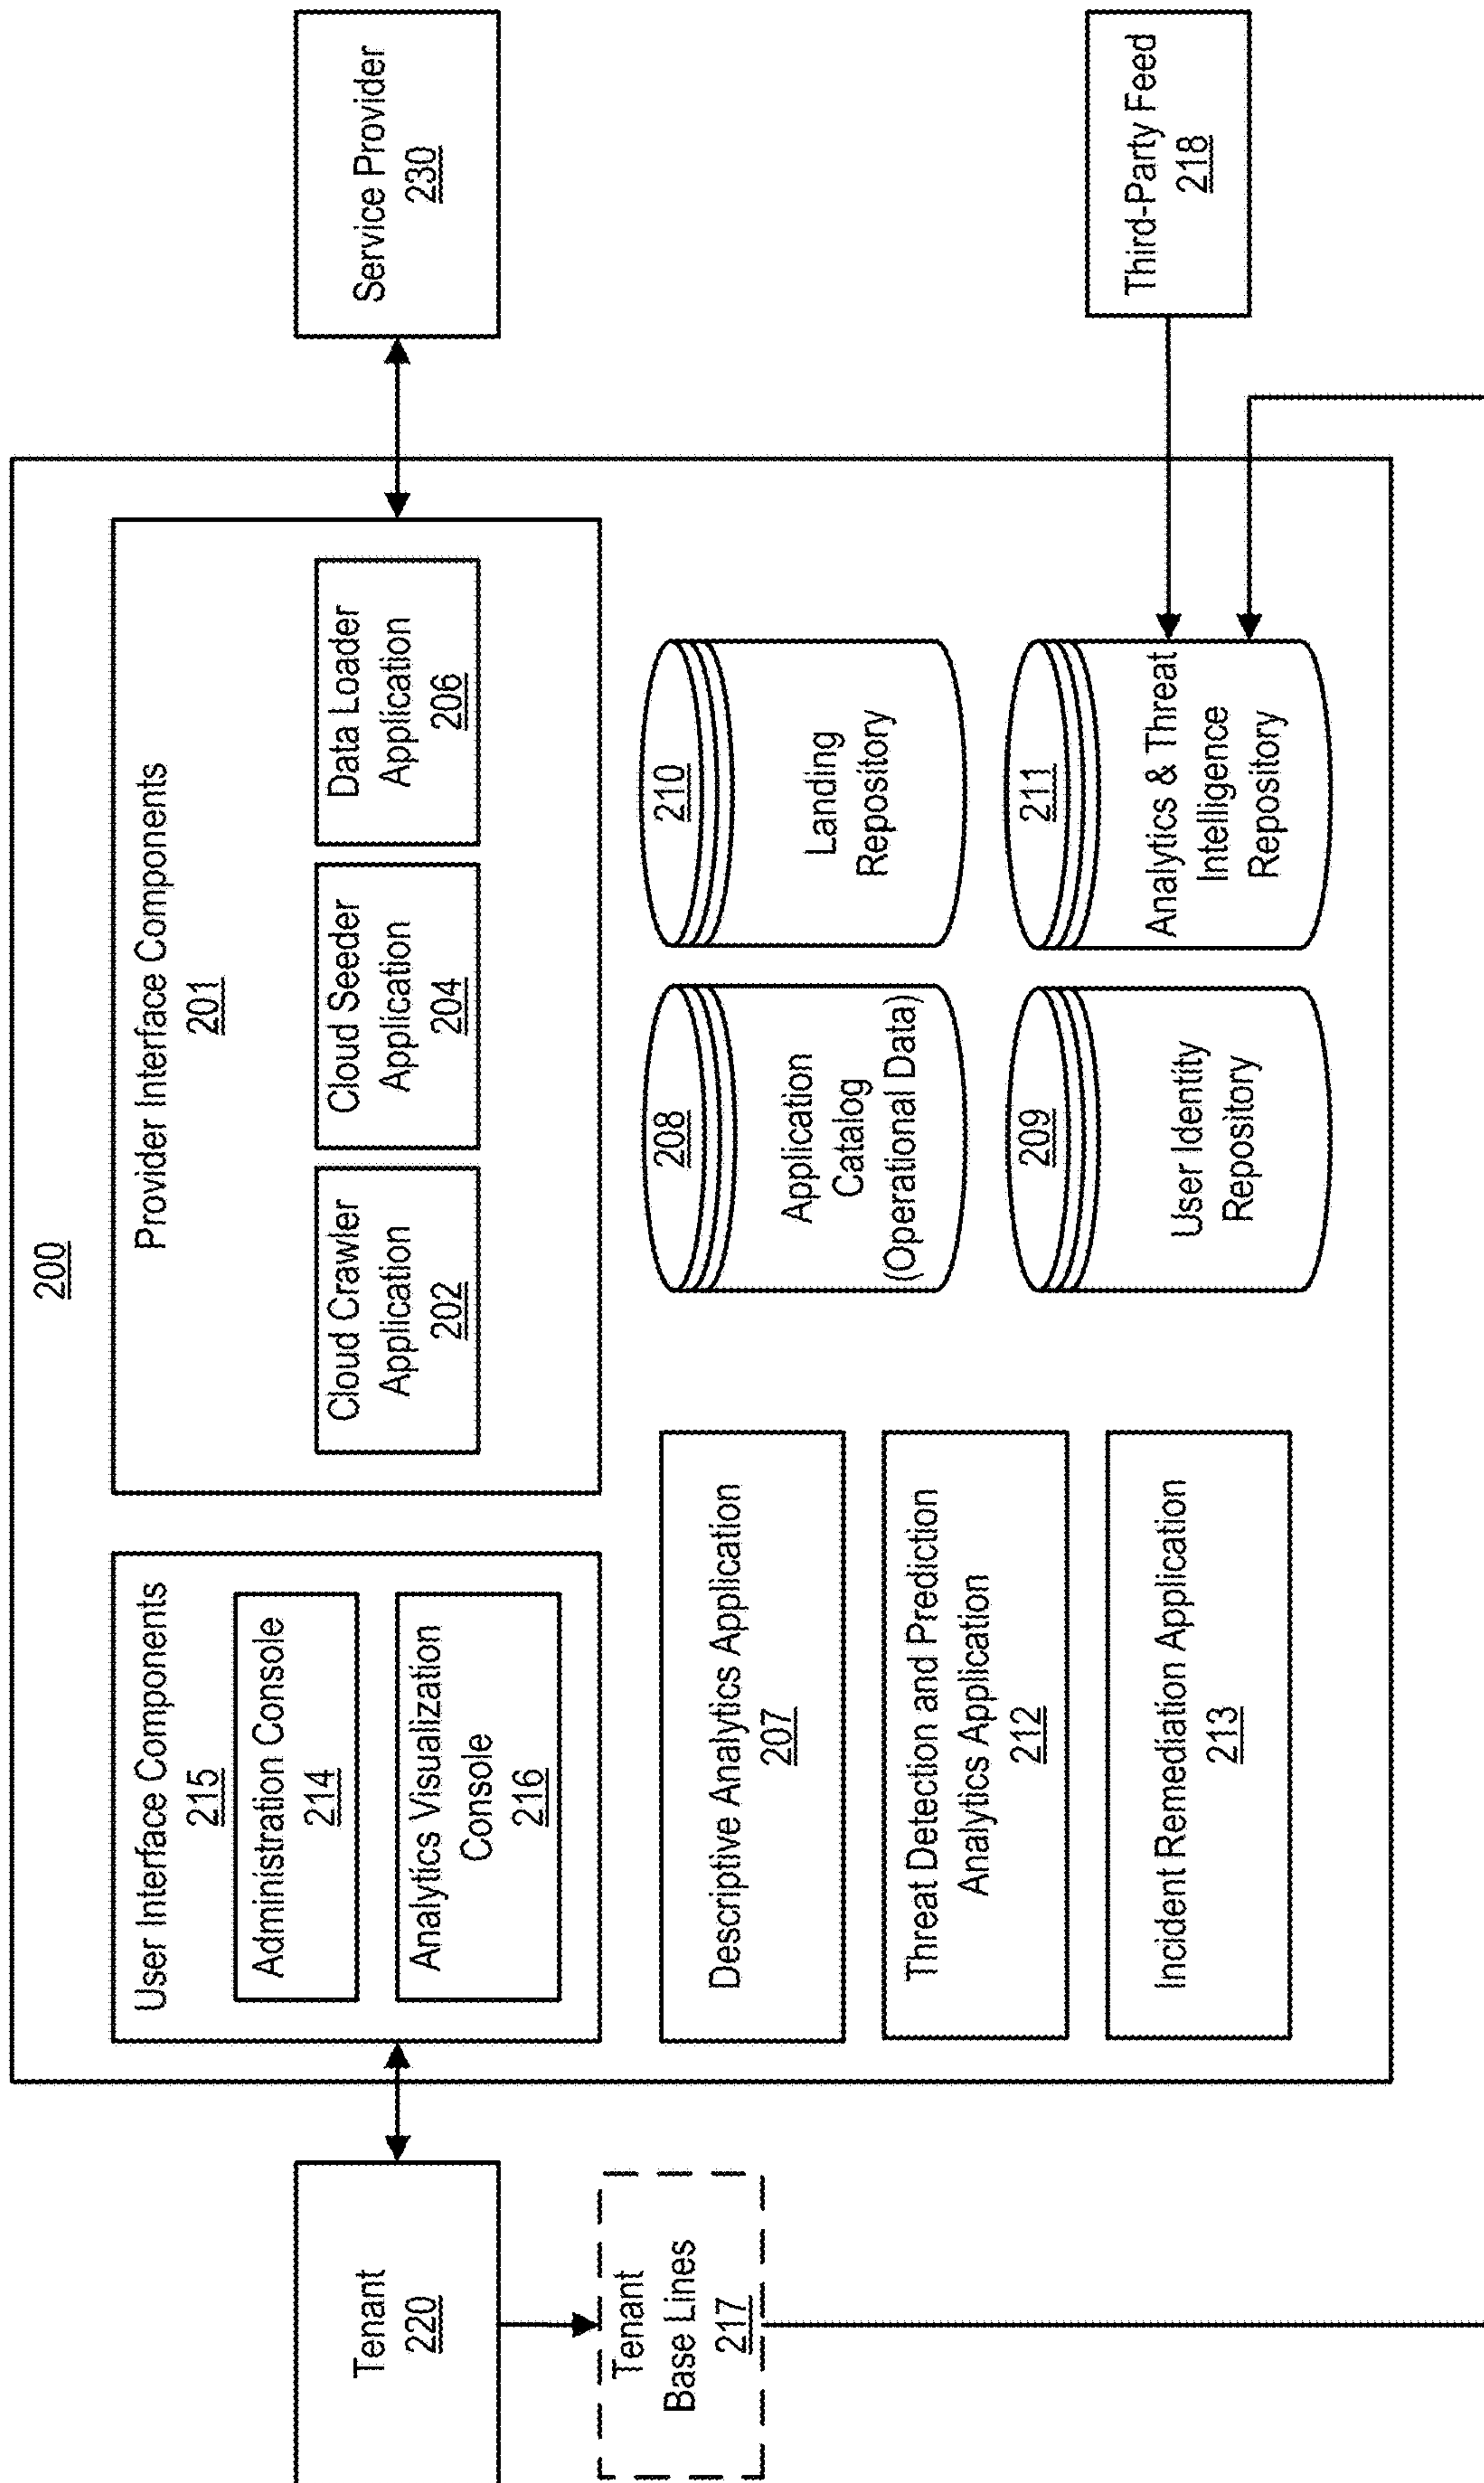 200
Tenant
220
Tenant
Base Lines
217
User Interface Components
215
Administration Console
214
Analytics Visualization
Console
216
Provider Interface Components
201
Cloud Crawler
Application
202
Cloud Seeder
Application
204
Data Loader
Application
206
Service Provider
230
Descriptive Analytics Application
207
Threat Detection and Prediction
Analytics Application
212
Incident Remediation Application
213
208
Application
Catalog
(Operational Data)
210
Landing
Repository
209
User Identity
Repository
211
Analytics & Threat
Intelligence
Repository
Third-Party Feed
218